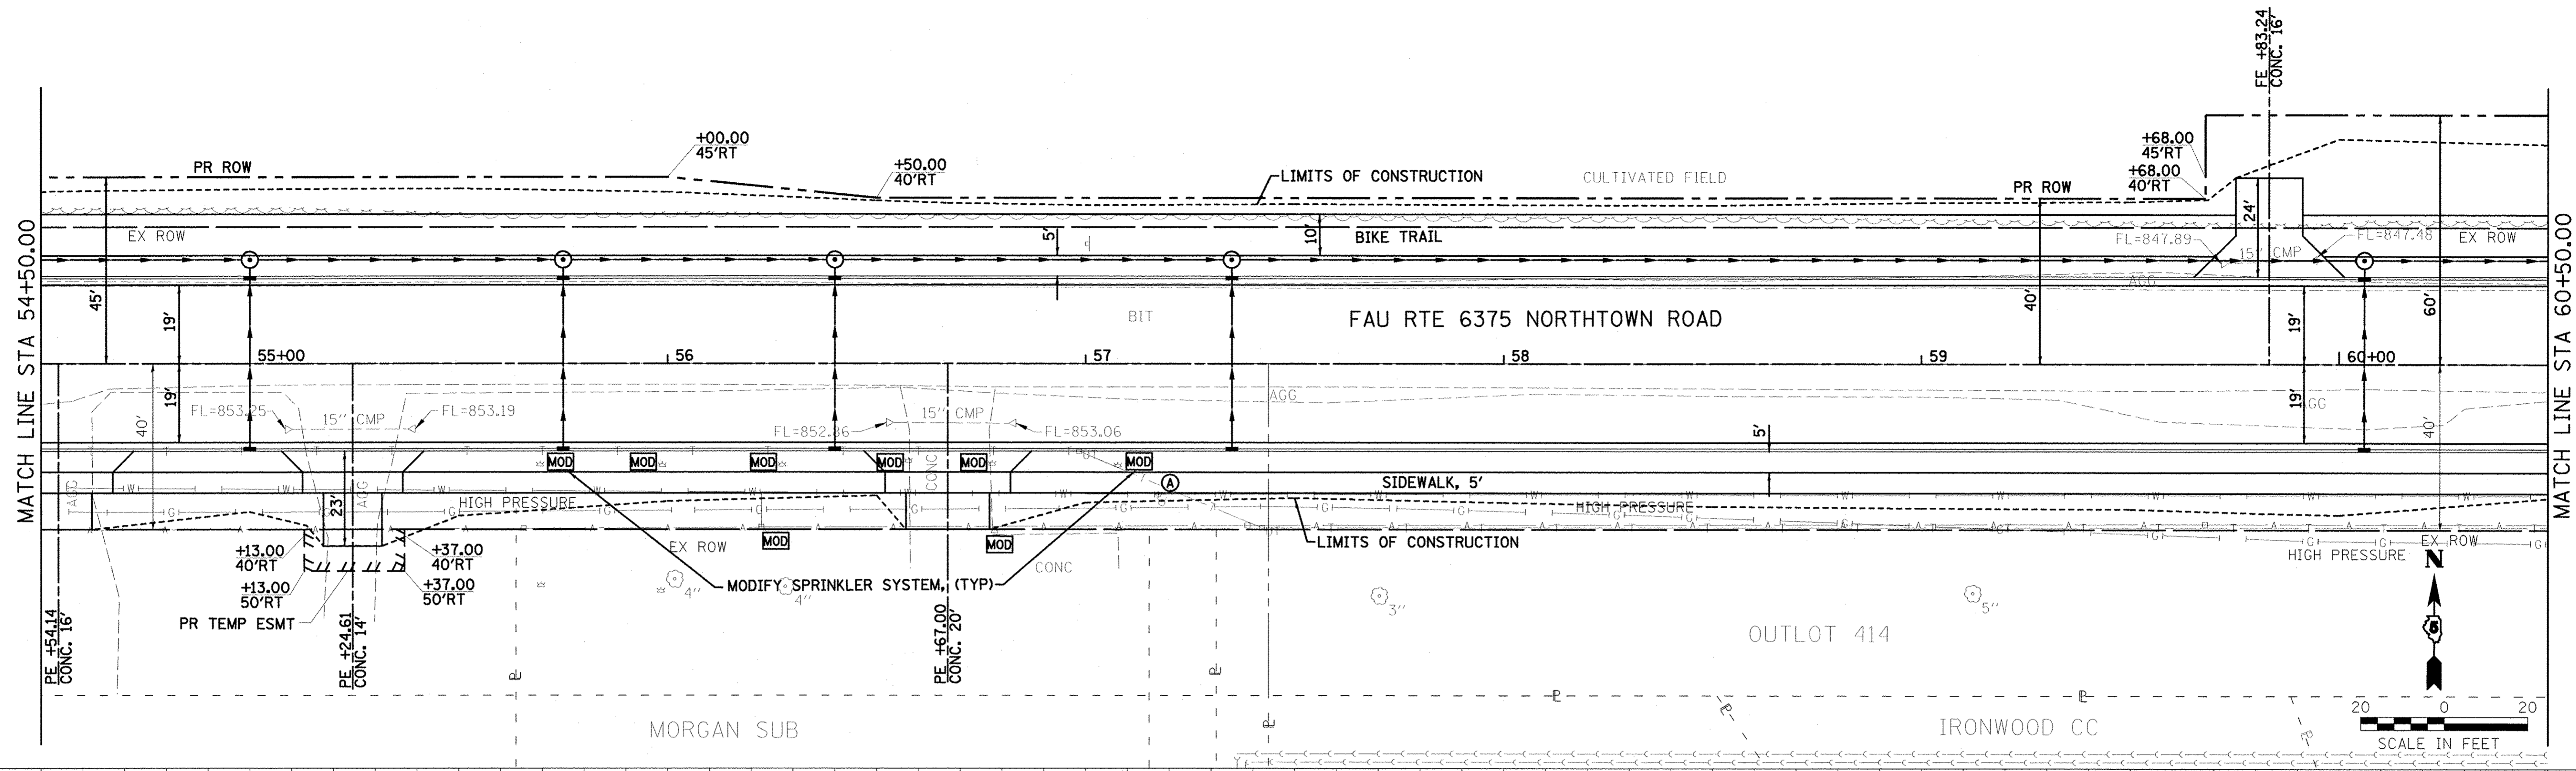 FE +83.24
CONC. 16'
+00.00
45'RT
+50.00
40'RT
+68.00
45'RT
+68.00
40'RT
PR ROW
LIMITS OF CONSTRUCTION
CULTIVATED FIELD
PR ROW
24'
MATCH LINE STA 54+50.00
EX ROW
5'
10'
BIKE TRAIL
FL=847.89
15" CMP
FL=847.48
EX ROW
AGG
45'
19'
BIT
FAU RTE 6375 NORTHTOWN ROAD
40'
19'
60'
MATCH LINE STA 60+50.00
55+00
56
57
58
59
60+00
19'
40'
FL=853.25
15" CMP
FL=853.19
FL=852.86
15" CMP
FL=853.06
AGG
19'
AGG
40'
5'
MOD
MOD
MOD
MOD
MOD
MOD
A
SIDEWALK, 5'
AGG
AGG
CONC
23'
HIGH PRESSURE
HIGH PRESSURE
MOD
MOD
EX ROW
CONC
LIMITS OF CONSTRUCTION
EX ROW
HIGH PRESSURE
+13.00
40'RT
+37.00
40'RT
+13.00
50'RT
+37.00
50'RT
PR TEMP ESMT
MODIFY SPRINKLER SYSTEM, (TYP)
4"
4"
3"
5"
N
5
PE +54.14
CONC. 16'
PE +24.61
CONC. 14'
PE +67.00
CONC. 20'
OUTLOT 414
MORGAN SUB
IRONWOOD CC
20 0 20
SCALE IN FEET